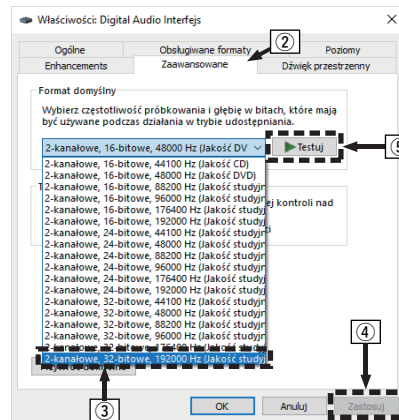 Właściwości: Digital Audio Interfejs
Ogólne
Obsługiwane formaty
Poziomy
Enhancements
Zaawansowane
Dźwięk przestrzenny
2
Format domyślny
Wybierz częstotliwość próbkowania i głębię w bitach, które mają
być używane podczas działania w trybie udostępniania.
2-kanałowe, 16-bitowe, 48000 Hz (Jakość DV
Testuj
5
2-kanałowe, 16-bitowe, 44100 Hz (Jakość CD)
2-kanałowe, 16-bitowe, 48000 Hz (Jakość DVD)
2-kanałowe, 16-bitowe, 88200 Hz (Jakość studyjn
2-kanałowe, 16-bitowe, 96000 Hz (Jakość studyjn
2-kanałowe, 16-bitowe, 176400 Hz (Jakość studyj
ej kontroli nad
2-kanałowe, 16-bitowe, 192000 Hz (Jakość studyj
2-kanałowe, 24-bitowe, 44100 Hz (Jakość studyjn
2-kanałowe, 24-bitowe, 48000 Hz (Jakość studyjn
2-kanałowe, 24-bitowe, 88200 Hz (Jakość studyjn
2-kanałowe, 24-bitowe, 96000 Hz (Jakość studyjn
2-kanałowe, 24-bitowe, 176400 Hz (Jakość studyj
2-kanałowe, 24-bitowe, 192000 Hz (Jakość studyj
2-kanałowe, 32-bitowe, 44100 Hz (Jakość studyjn
2-kanałowe, 32-bitowe, 48000 Hz (Jakość studyjn
2-kanałowe, 32-bitowe, 88200 Hz (Jakość studyjn
2-kanałowe, 32-bitowe, 96000 Hz (Jakość studyjn
2-kanałowe, 32-bitowe, 176400 Hz (Jakość studyj
2-kanałowe, 32-bitowe, 192000 Hz (Jakość studyj
4
3
OK
Anuluj
Zastosuj